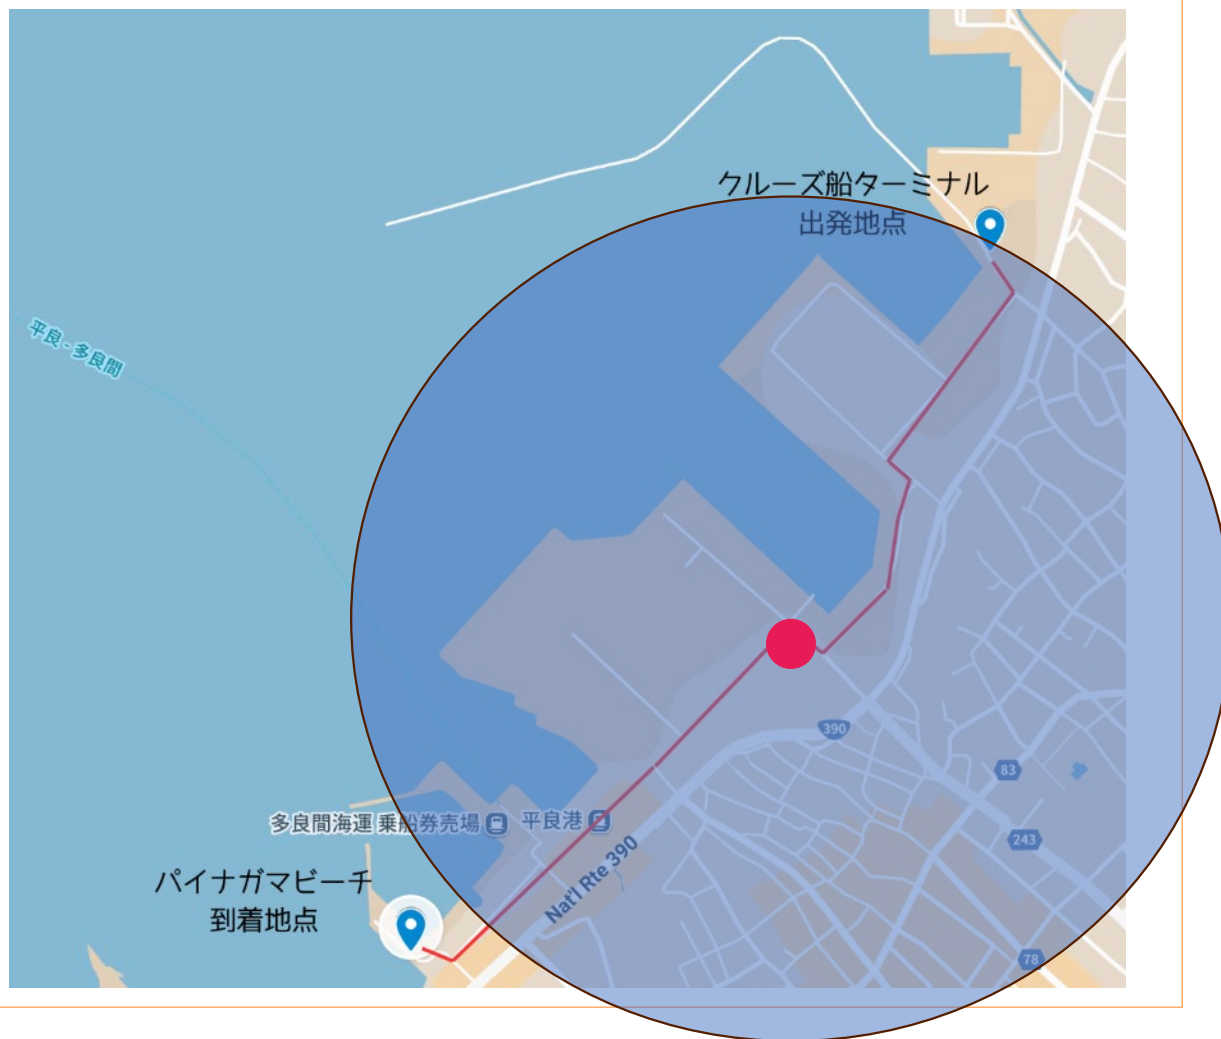 クルーズ船ターミナル
出発地点
平良 - 多良間
390
83
多良間海運 乗船券売場
平良港
243
Nat'l Rte 390
パイナガマビーチ
到着地点
78